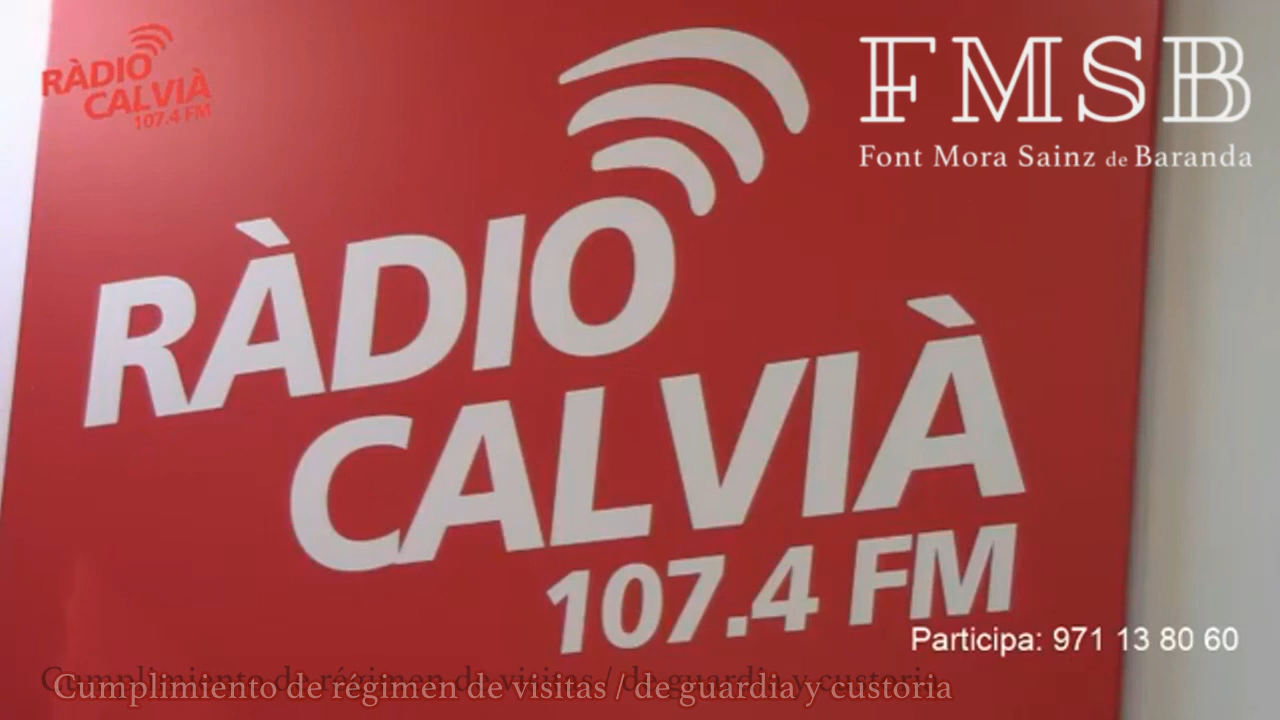 RÀDIO
CALVIÀ
107.4 FM
FMSB
Font Mora Sainz de Baranda
RÀDIO
CALVIÀ
107.4 FM
Participa: 971 13 80 60
Cumplimiento de régimen de visitas / de guardia y custoria